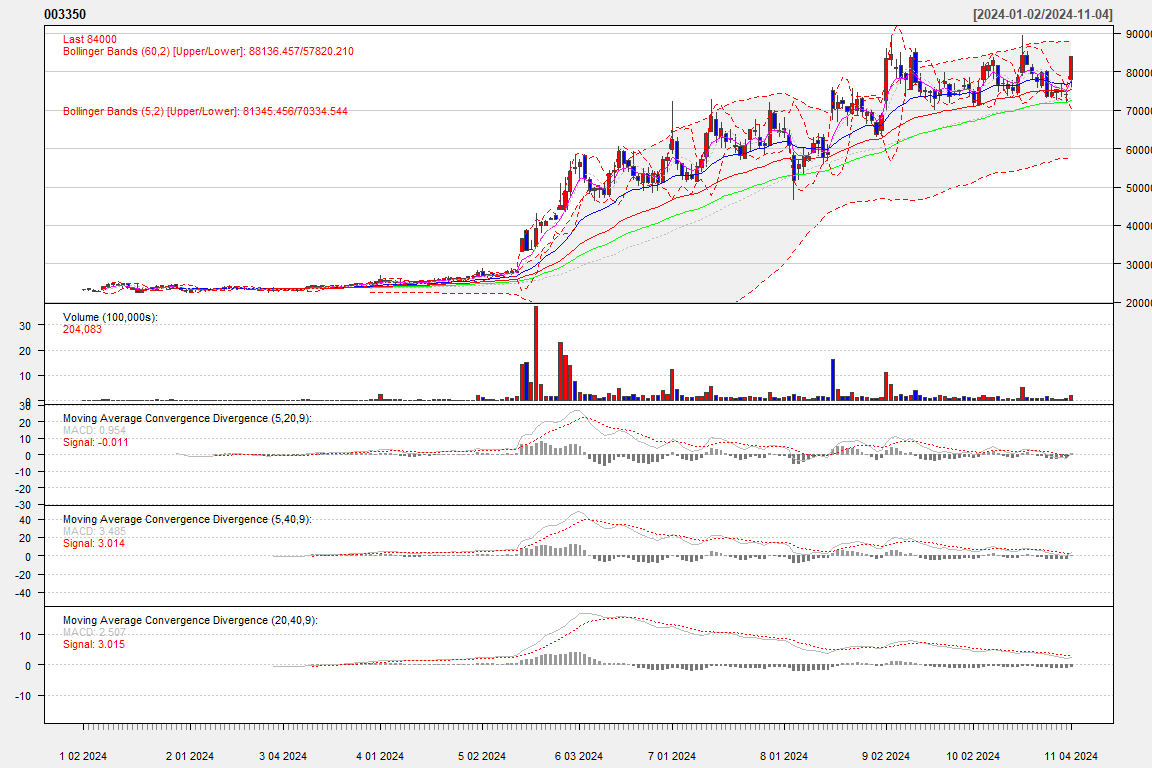 003350 [2024-01-02/2024-11-04]
Last 84000
Bollinger Bands (60,2) [Upper/Lower]: 88136.457/57820.210
Bollinger Bands (5,2) [Upper/Lower]: 81345.456/70334.544
90000
80000
70000
60000
50000
40000
30000
20000
Volume (100,000s):
204,083
30
20
10
0
Moving Average Convergence Divergence (5,20,9):
MACD: 0.954
Signal: -0.011
30
20
10
0
-10
-20
-30
Moving Average Convergence Divergence (5,40,9):
MACD: 3.485
Signal: 3.014
40
20
0
-20
-40
Moving Average Convergence Divergence (20,40,9):
MACD: 2.507
Signal: 3.015
10
0
-10
1 02 2024 2 01 2024 3 04 2024 4 01 2024 5 02 2024 6 03 2024 7 01 2024 8 01 2024 9 02 2024 10 02 2024 11 04 2024